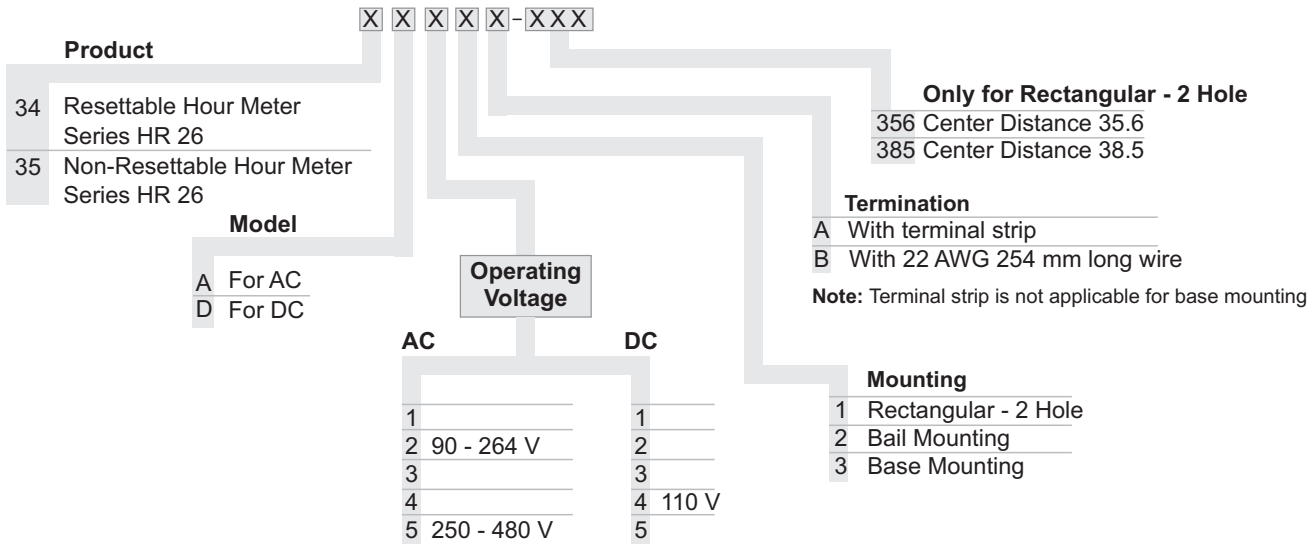 X X X X X - X X X
Product
34 Resettable Hour Meter
Series HR 26
35 Non-Resettable Hour Meter
Series HR 26
Model
A For AC
D For DC
Operating
Voltage
AC
1
2 90 - 264 V
3
4
5 250 - 480 V
DC
1
2
3
4 110 V
5
Only for Rectangular - 2 Hole
356 Center Distance 35.6
385 Center Distance 38.5
Termination
A With terminal strip
B With 22 AWG 254 mm long wire
Note: Terminal strip is not applicable for base mounting
Mounting
1 Rectangular - 2 Hole
2 Bail Mounting
3 Base Mounting